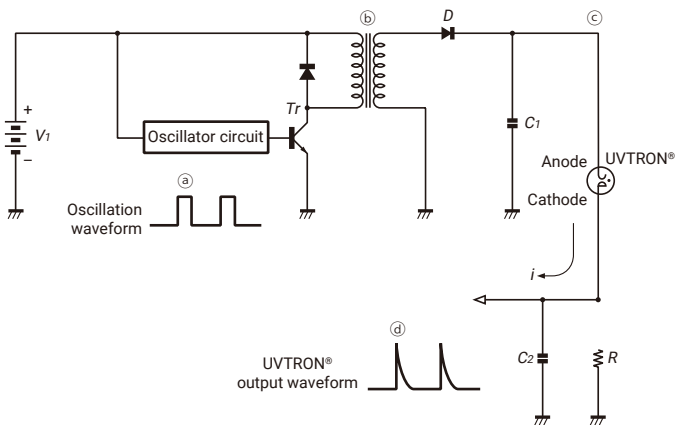 ⓑ
D
ⓒ
+
V1
−
Tr
Oscillator circuit
C1
Anode UVTRON®
Cathode
ⓐ
Oscillation
waveform
i
ⓓ
UVTRON®
output waveform
C2
R